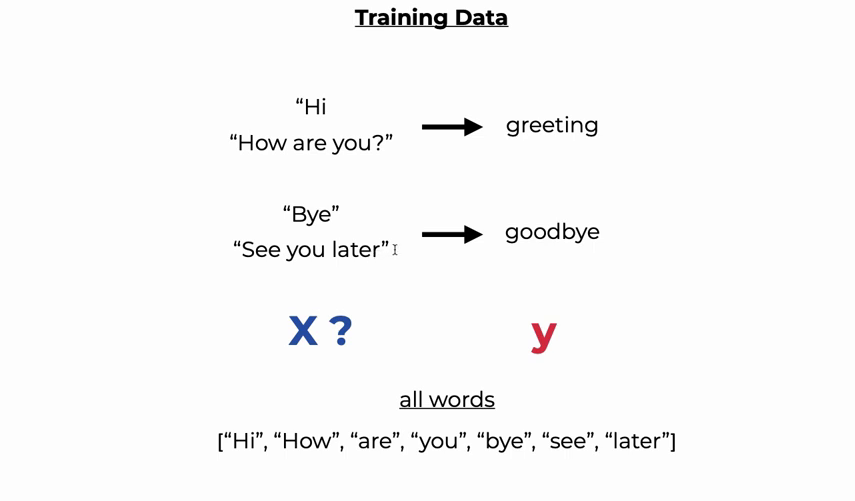 Training Data
“Hi
“How are you?”
greeting
“Bye”
“See you later”
goodbye
X ?
y
all words
[“Hi”, “How”, “are”, “you”, “bye”, “see”, “later”]